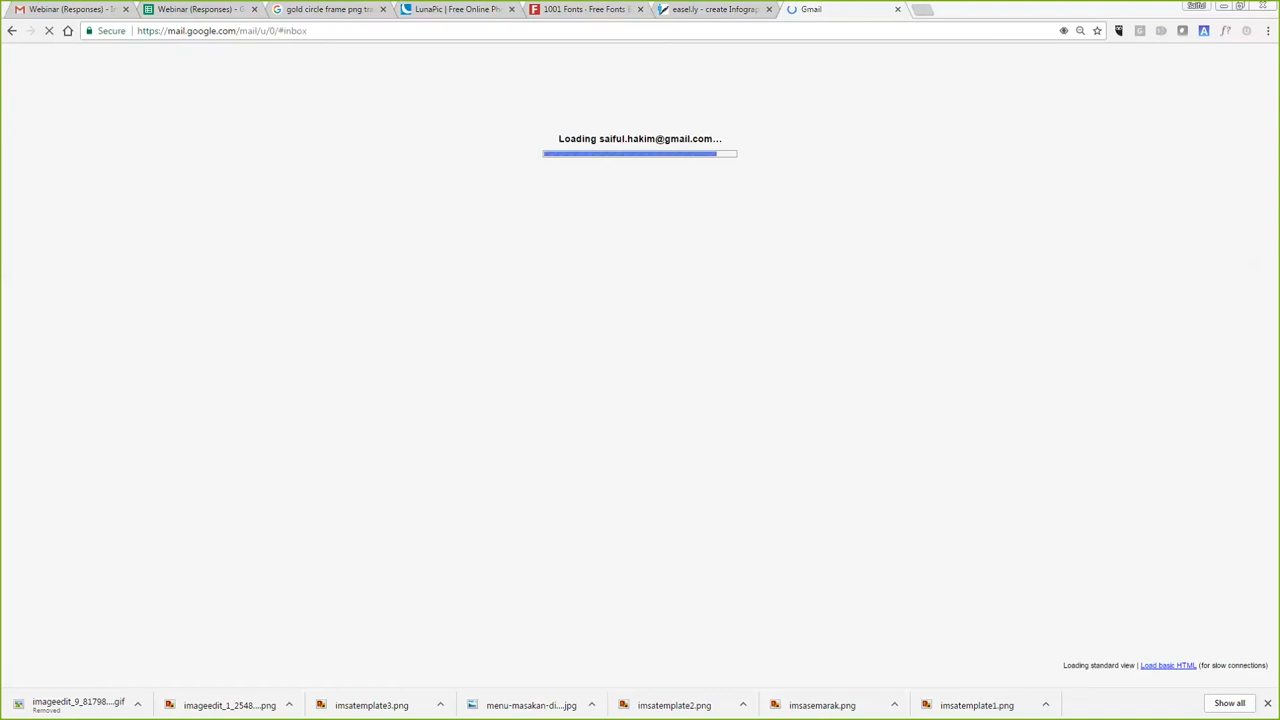 Webinar (Responses) - I
Webinar (Responses) - G
gold circle frame png tra
LunaPic | Free Online Pho
1001 Fonts - Free Fonts
easel.ly - create Infograp
Gmail
Saiful
Secure
https://mail.google.com/mail/u/0/#inbox
Loading saiful.hakim@gmail.com...
Loading standard view | Load basic HTML (for slow connections)
imageedit_9_81798....gif
Removed
imageedit_1_2548....png
imsatemplate3.png
menu-masakan-di....jpg
imsatemplate2.png
imsasemarak.png
imsatemplate1.png
Show all